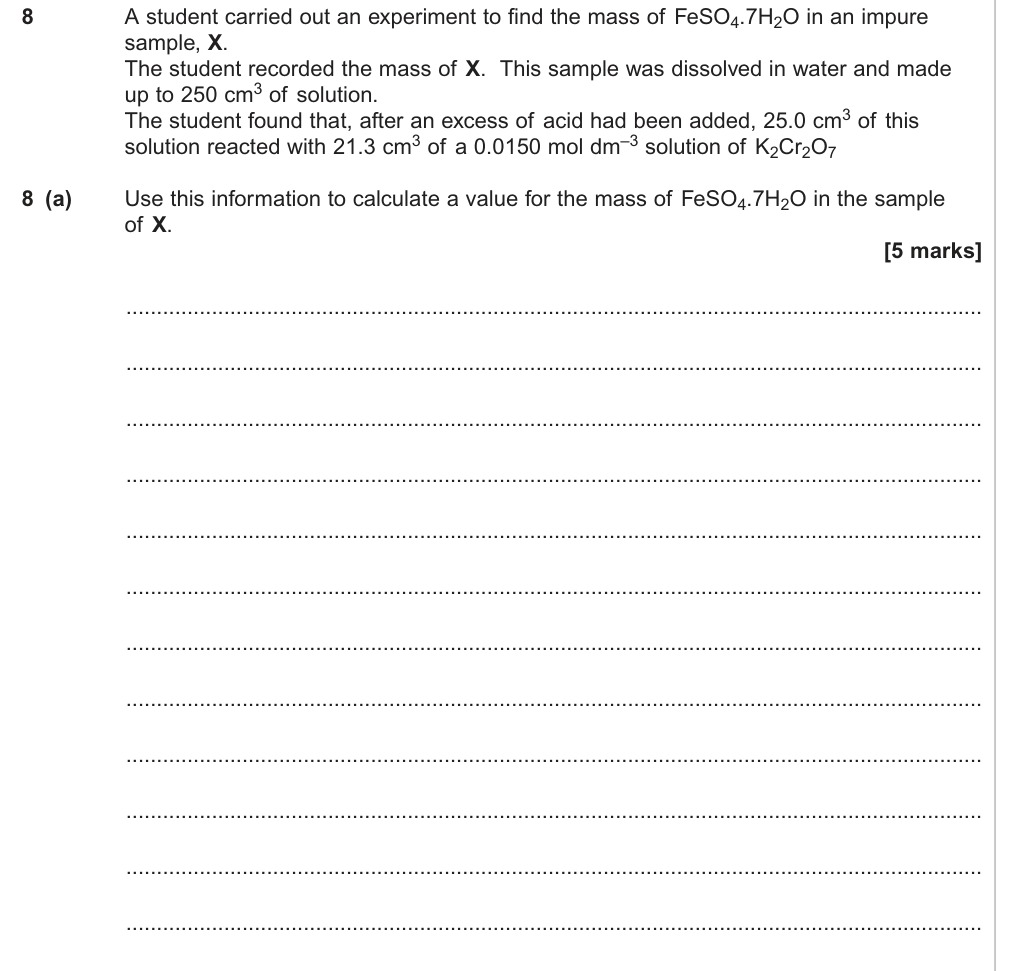 8 A student carried out an experiment to find the mass of FeSO₄.7H₂O in an impure
sample, X.
The student recorded the mass of X. This sample was dissolved in water and made
up to 250 cm³ of solution.
The student found that, after an excess of acid had been added, 25.0 cm³ of this
solution reacted with 21.3 cm³ of a 0.0150 mol dm⁻³ solution of K₂Cr₂O₇
8 (a) Use this information to calculate a value for the mass of FeSO₄.7H₂O in the sample
of X.
[5 marks]